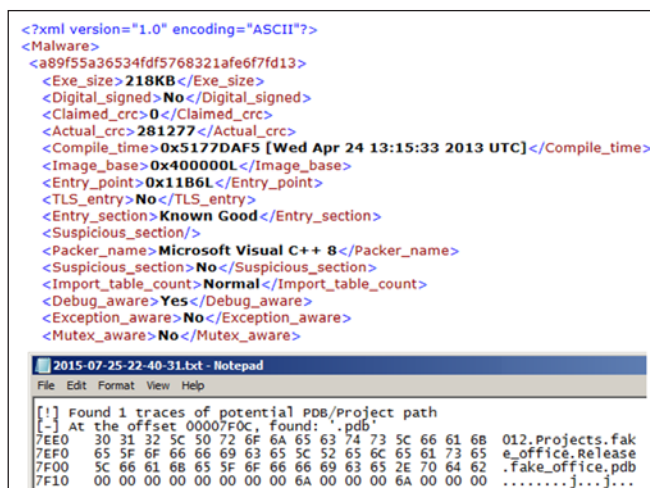 <?xml version="1.0" encoding="ASCII"?>
<Malware>
<a89f55a36534fdf5768321afe6f7fd13>
<Exe_size>218KB</Exe_size>
<Digital_signed>No</Digital_signed>
<Claimed_crc>0</Claimed_crc>
<Actual_crc>281277</Actual_crc>
<Compile_time>0x5177DAF5 [Wed Apr 24 13:15:33 2013 UTC]</Compile_time>
<Image_base>0x400000L</Image_base>
<Entry_point>0x11B6L</Entry_point>
<TLS_entry>No</TLS_entry>
<Entry_section>Known Good</Entry_section>
<Suspicious_section/>
<Packer_name>Microsoft Visual C++ 8</Packer_name>
<Suspicious_section>No</Suspicious_section>
<Import_table_count>Normal</Import_table_count>
<Debug_aware>Yes</Debug_aware>
<Exception_aware>No</Exception_aware>
<Mutex_aware>No</Mutex_aware>
2015-07-25-22-40-31.txt - Notepad
File Edit Format View Help
[!] Found 1 traces of potential PDB/Project path
[-] At the offset 00007F0C, found: '.pdb'
7EE0 30 31 32 5C 50 72 6F 6A 65 63 74 73 5C 66 61 6B 012.Projects.fak
7EF0 65 5F 6F 66 66 69 63 65 5C 52 65 6C 65 61 73 65 e_office.Release
7F00 5C 66 61 6B 65 5F 6F 66 66 69 63 65 2E 70 64 62 .fake_office.pdb
7F10 00 00 00 00 00 00 00 00 6A 00 00 00 6A 00 00 00 ........j...j...